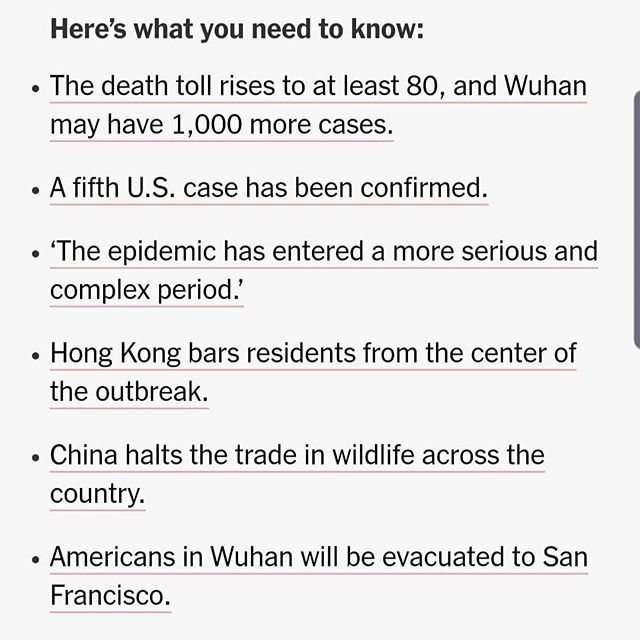 Here’s what you need to know:
• The death toll rises to at least 80, and Wuhan
may have 1,000 more cases.
• A fifth U.S. case has been confirmed.
• ‘The epidemic has entered a more serious and
complex period.’
• Hong Kong bars residents from the center of
the outbreak.
• China halts the trade in wildlife across the
country.
• Americans in Wuhan will be evacuated to San
Francisco.